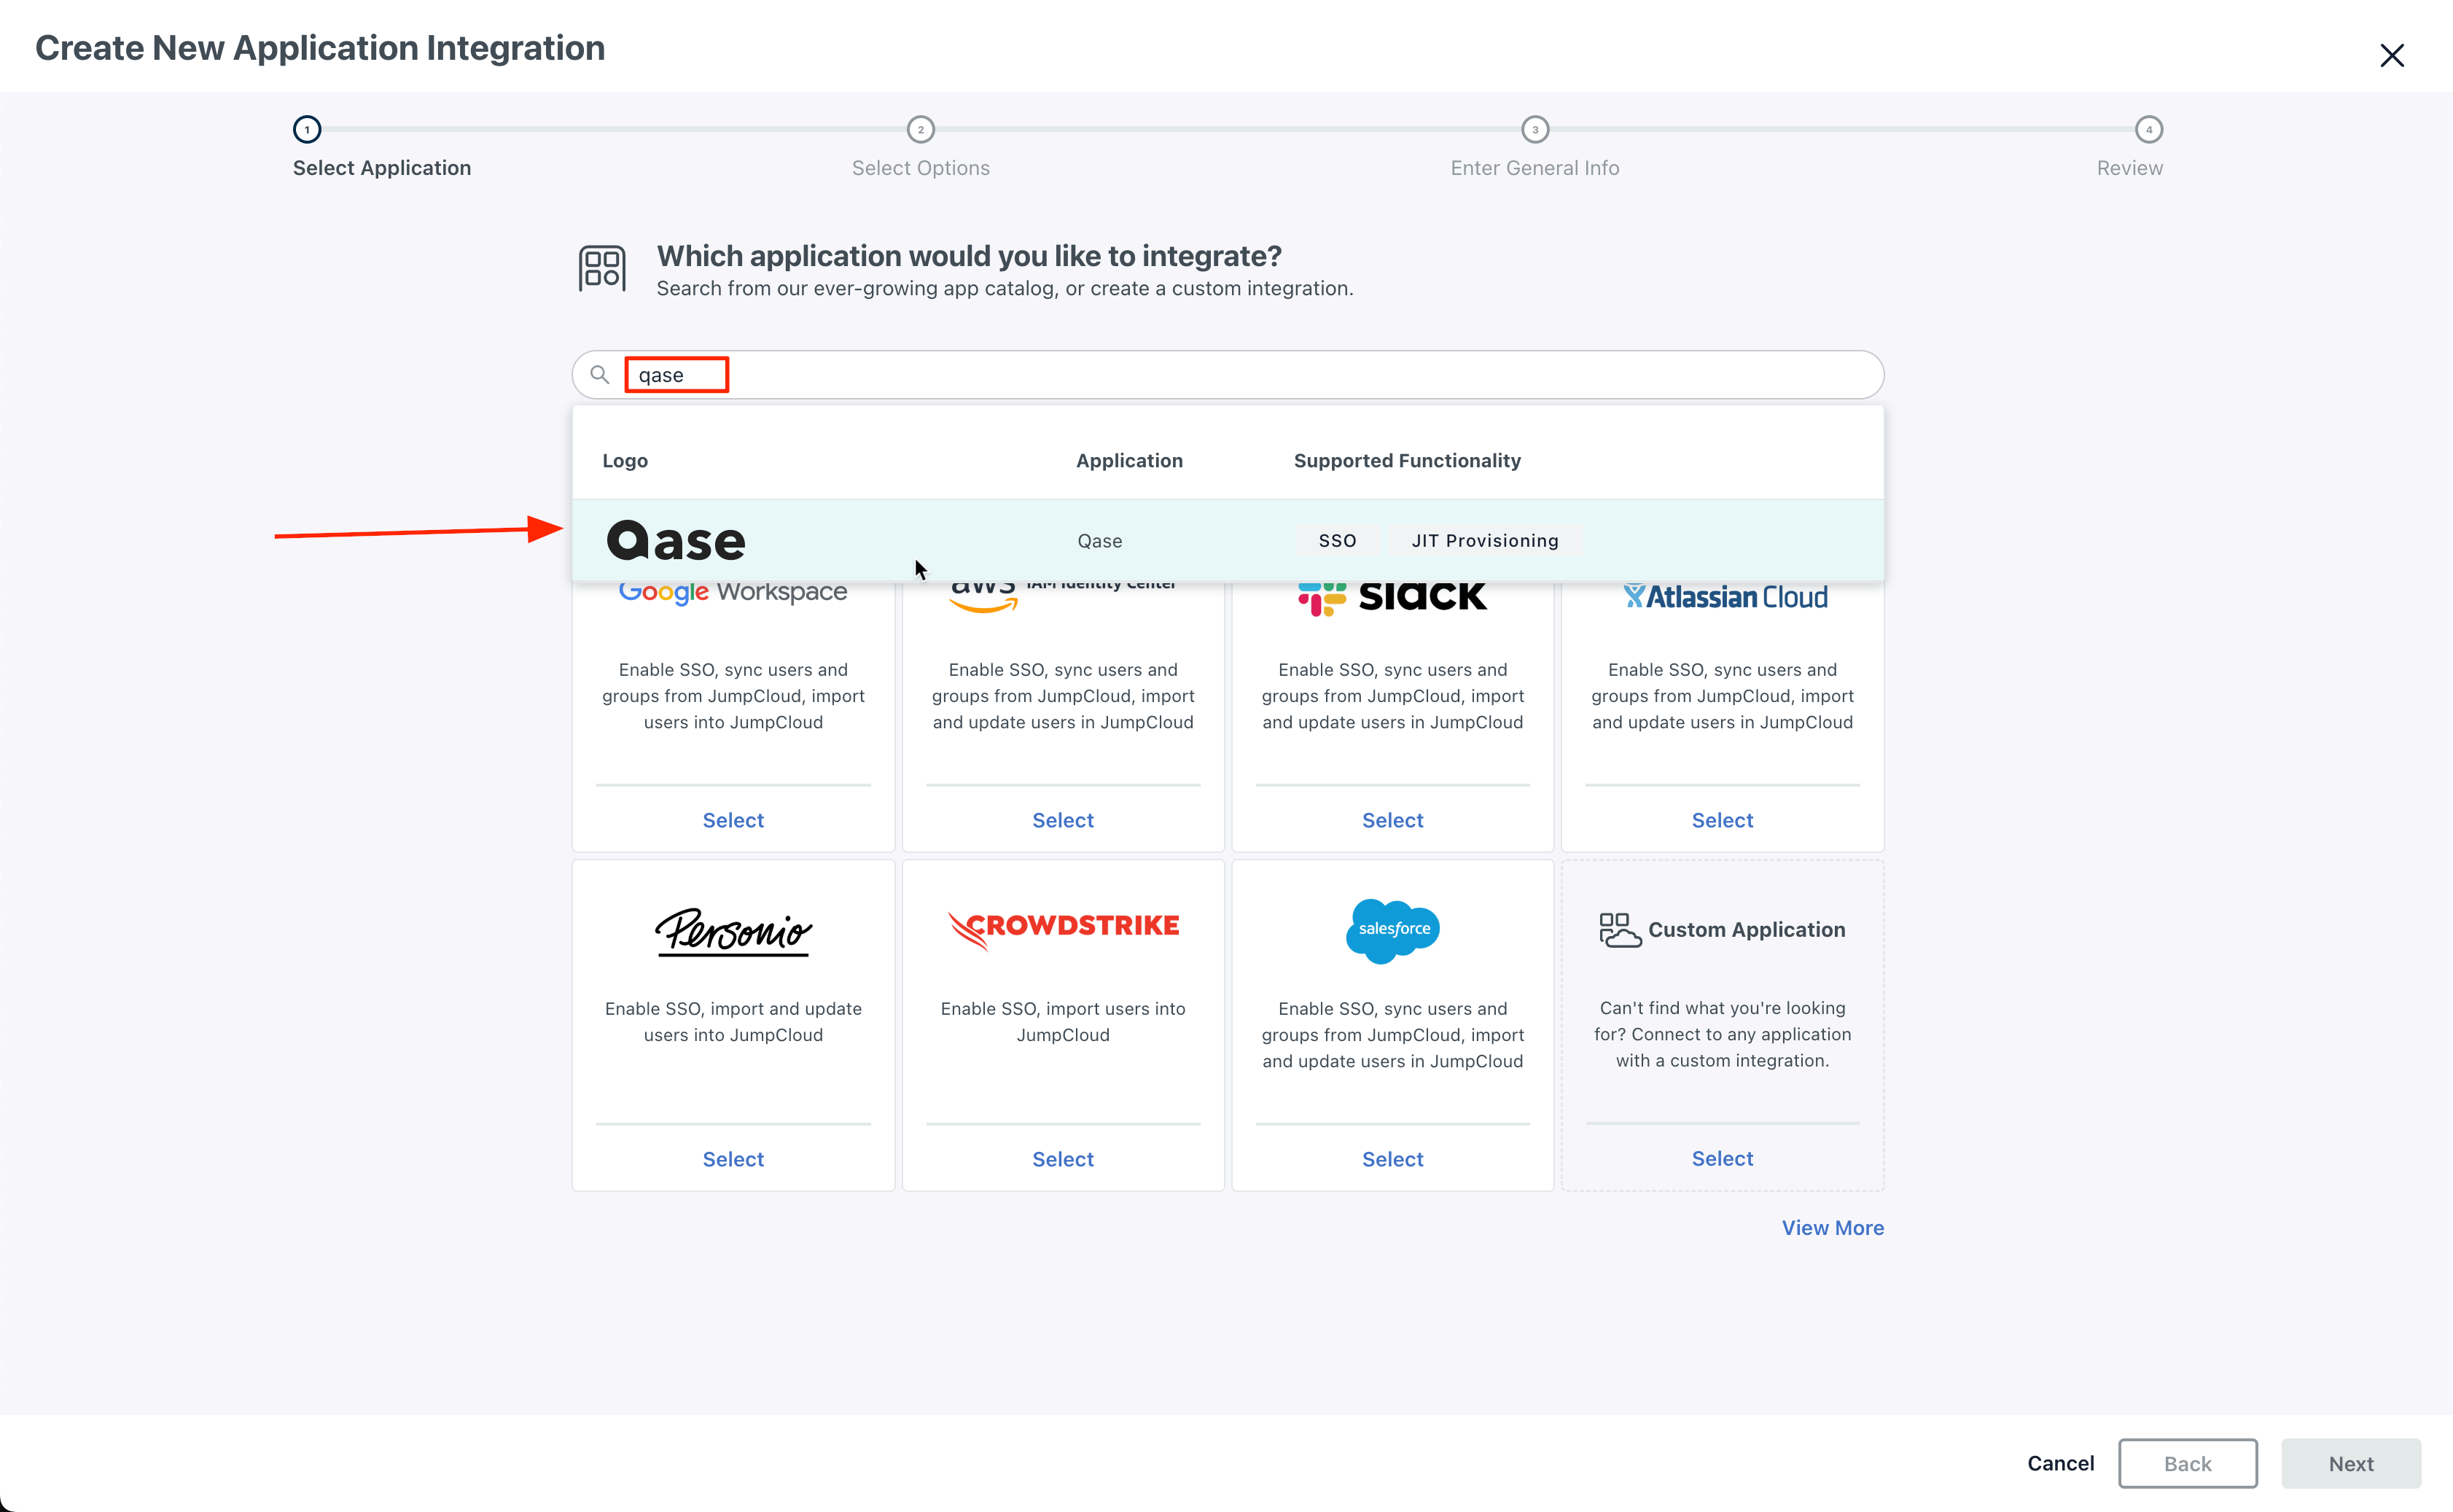 Create New Application Integration
1
2
3
4
Select Application
Select Options
Enter General Info
Review
Which application would you like to integrate?
Search from our ever-growing app catalog, or create a custom integration.
qase
Logo
Application
Supported Functionality
Qase
Qase
SSO
JIT Provisioning
Google Workspace
aws IAM Identity Center
slack
Atlassian Cloud
Enable SSO, sync users and
groups from JumpCloud, import
users into JumpCloud
Enable SSO, sync users and
groups from JumpCloud, import
and update users in JumpCloud
Enable SSO, sync users and
groups from JumpCloud, import
and update users in JumpCloud
Enable SSO, sync users and
groups from JumpCloud, import
and update users in JumpCloud
Select
Select
Select
Select
Personio
CROWDSTRIKE
salesforce
Custom Application
Enable SSO, import and update
users into JumpCloud
Enable SSO, import users into
JumpCloud
Enable SSO, sync users and
groups from JumpCloud, import
and update users in JumpCloud
Can't find what you're looking
for? Connect to any application
with a custom integration.
Select
Select
Select
Select
View More
Cancel
Back
Next